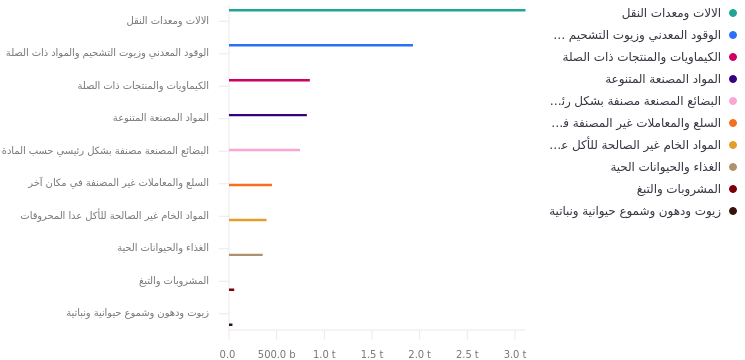 الالات ومعدات النقل
الوقود المعدني وزيوت التشحيم والمواد ذات الصلة
الكيماويات والمنتجات ذات الصلة
المواد المصنعة المتنوعة
البضائع المصنعة مصنفة بشكل رئيسي حسب المادة
السلع والمعاملات غير المصنفة في مكان آخر
المواد الخام غير الصالحة للأكل عدا المحروقات
الغذاء والحيوانات الحية
المشروبات والتبغ
زيوت ودهون وشموع حيوانية ونباتية
0.0 500.0 b 1.0 t 1.5 t 2.0 t 2.5 t 3.0 t
الالات ومعدات النقل
الوقود المعدني وزيوت التشحيم ...
الكيماويات والمنتجات ذات الصلة
المواد المصنعة المتنوعة
البضائع المصنعة مصنفة بشكل رئ...
السلع والمعاملات غير المصنفة ف...
المواد الخام غير الصالحة للأكل ع...
الغذاء والحيوانات الحية
المشروبات والتبغ
زيوت ودهون وشموع حيوانية ونباتية